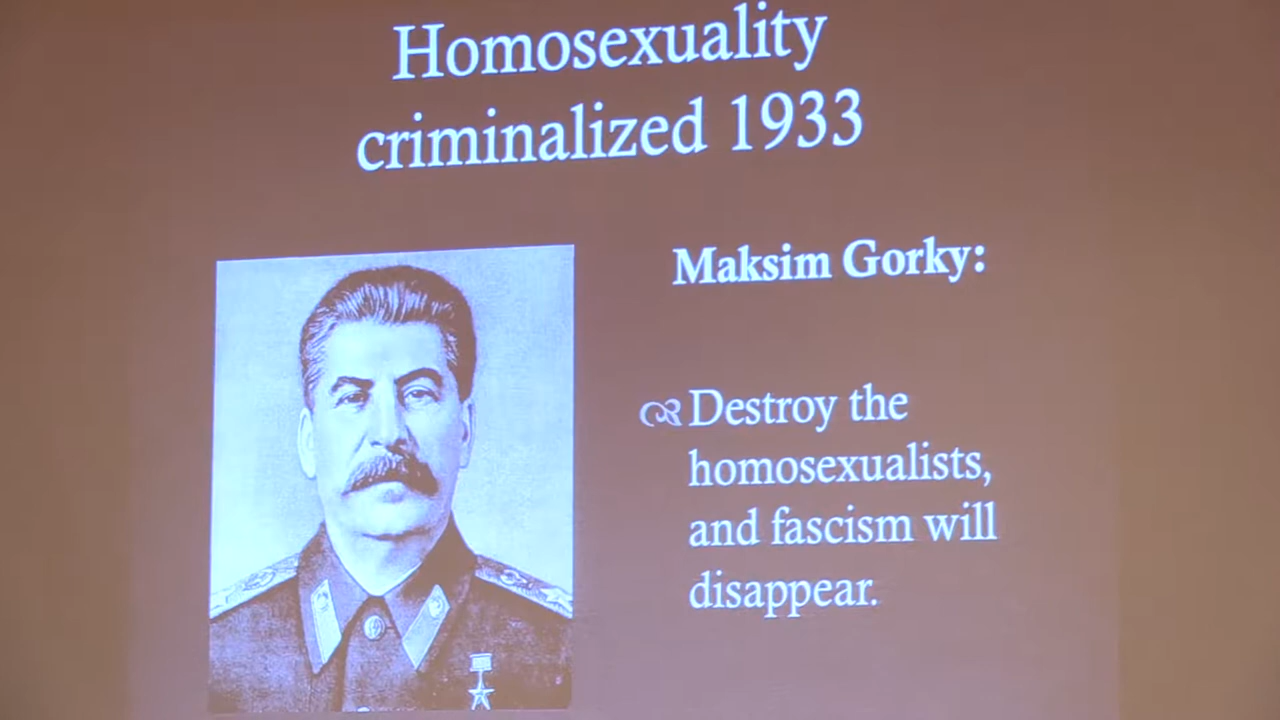 Homosexuality
criminalized 1933
Maksim Gorky:
Destroy the
homosexualists,
and fascism will
disappear.